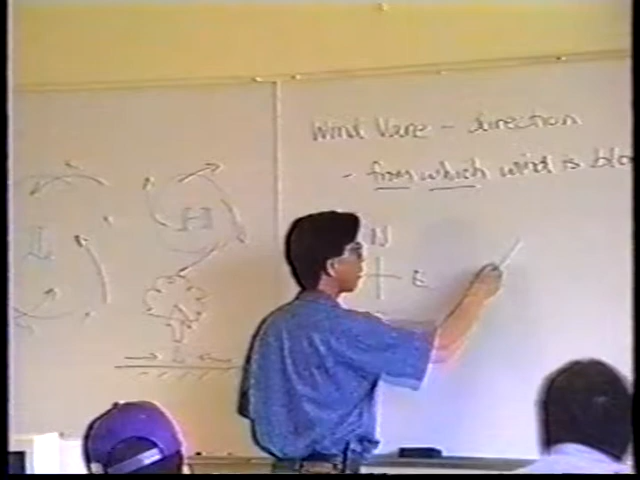 Wind Vane - direction
- from which wind is blo
L
H
N
E
L